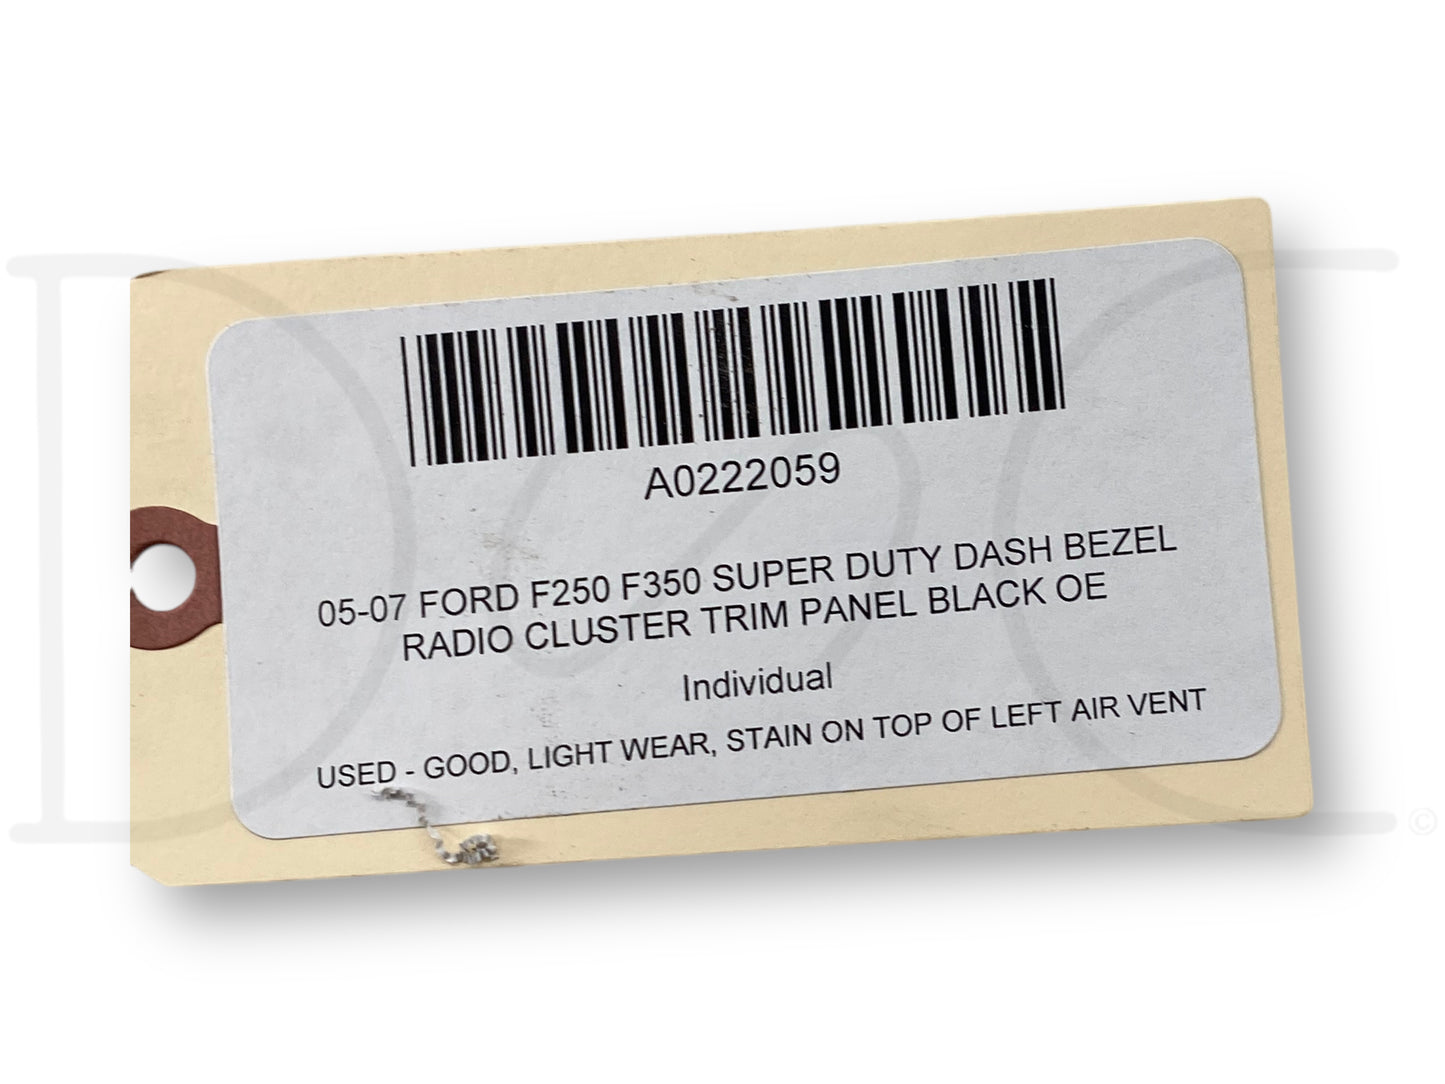 A0222059
05-07 FORD F250 F350 SUPER DUTY DASH BEZEL
RADIO CLUSTER TRIM PANEL BLACK OE
Individual
USED - GOOD, LIGHT WEAR, STAIN ON TOP OF LEFT AIR VENT